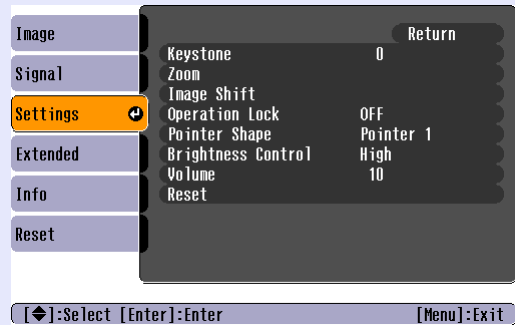 Image
Signal
Settings
Extended
Info
Reset
Return
Keystone 0
Zoom
Image Shift
Operation Lock OFF
Pointer Shape Pointer 1
Brightness Control High
Volume 10
Reset
[◆]:Select [Enter]:Enter [Menu]:Exit